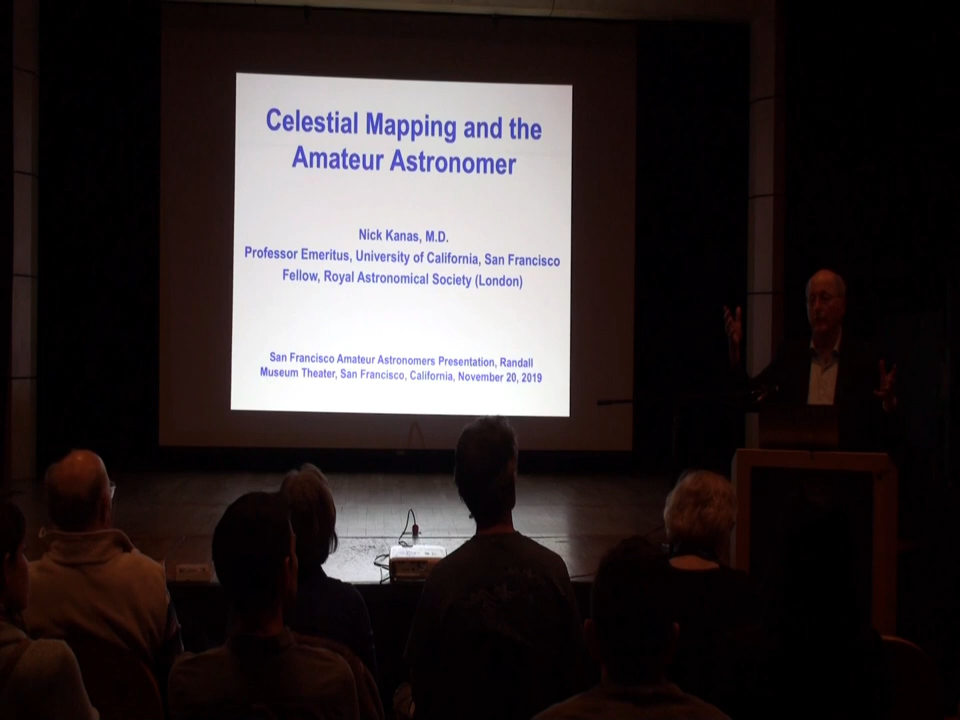 Celestial Mapping and the
Amateur Astronomer
Nick Kanas, M.D.
Professor Emeritus, University of California, San Francisco
Fellow, Royal Astronomical Society (London)
San Francisco Amateur Astronomers Presentation, Randall
Museum Theater, San Francisco, California, November 20, 2019